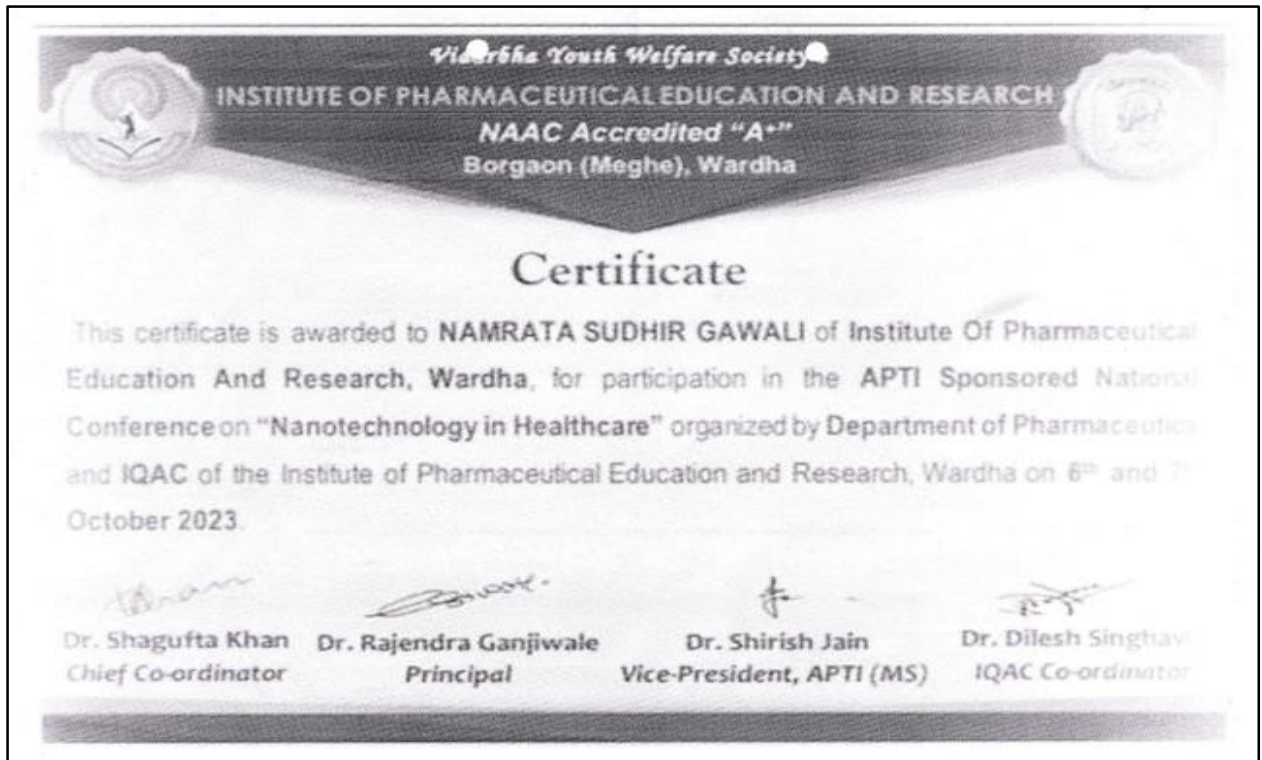 Vidarbha Youth Welfare Society
INSTITUTE OF PHARMACEUTICAL EDUCATION AND RESEARCH
NAAC Accredited "A+"
Borgaon (Meghe), Wardha
Certificate
This certificate is awarded to NAMRATA SUDHIR GAWALI of Institute Of Pharmaceutical
Education And Research, Wardha, for participation in the APTI Sponsored National
Conference on "Nanotechnology in Healthcare" organized by Department of Pharmaceutics
and IQAC of the Institute of Pharmaceutical Education and Research, Wardha on 6th and 7th
October 2023.
Dr. Shagufta Khan Dr. Rajendra Ganjiwale Dr. Shirish Jain Dr. Dilesh Singhavi
Chief Co-ordinator Principal Vice-President, APTI (MS) IQAC Co-ordinator